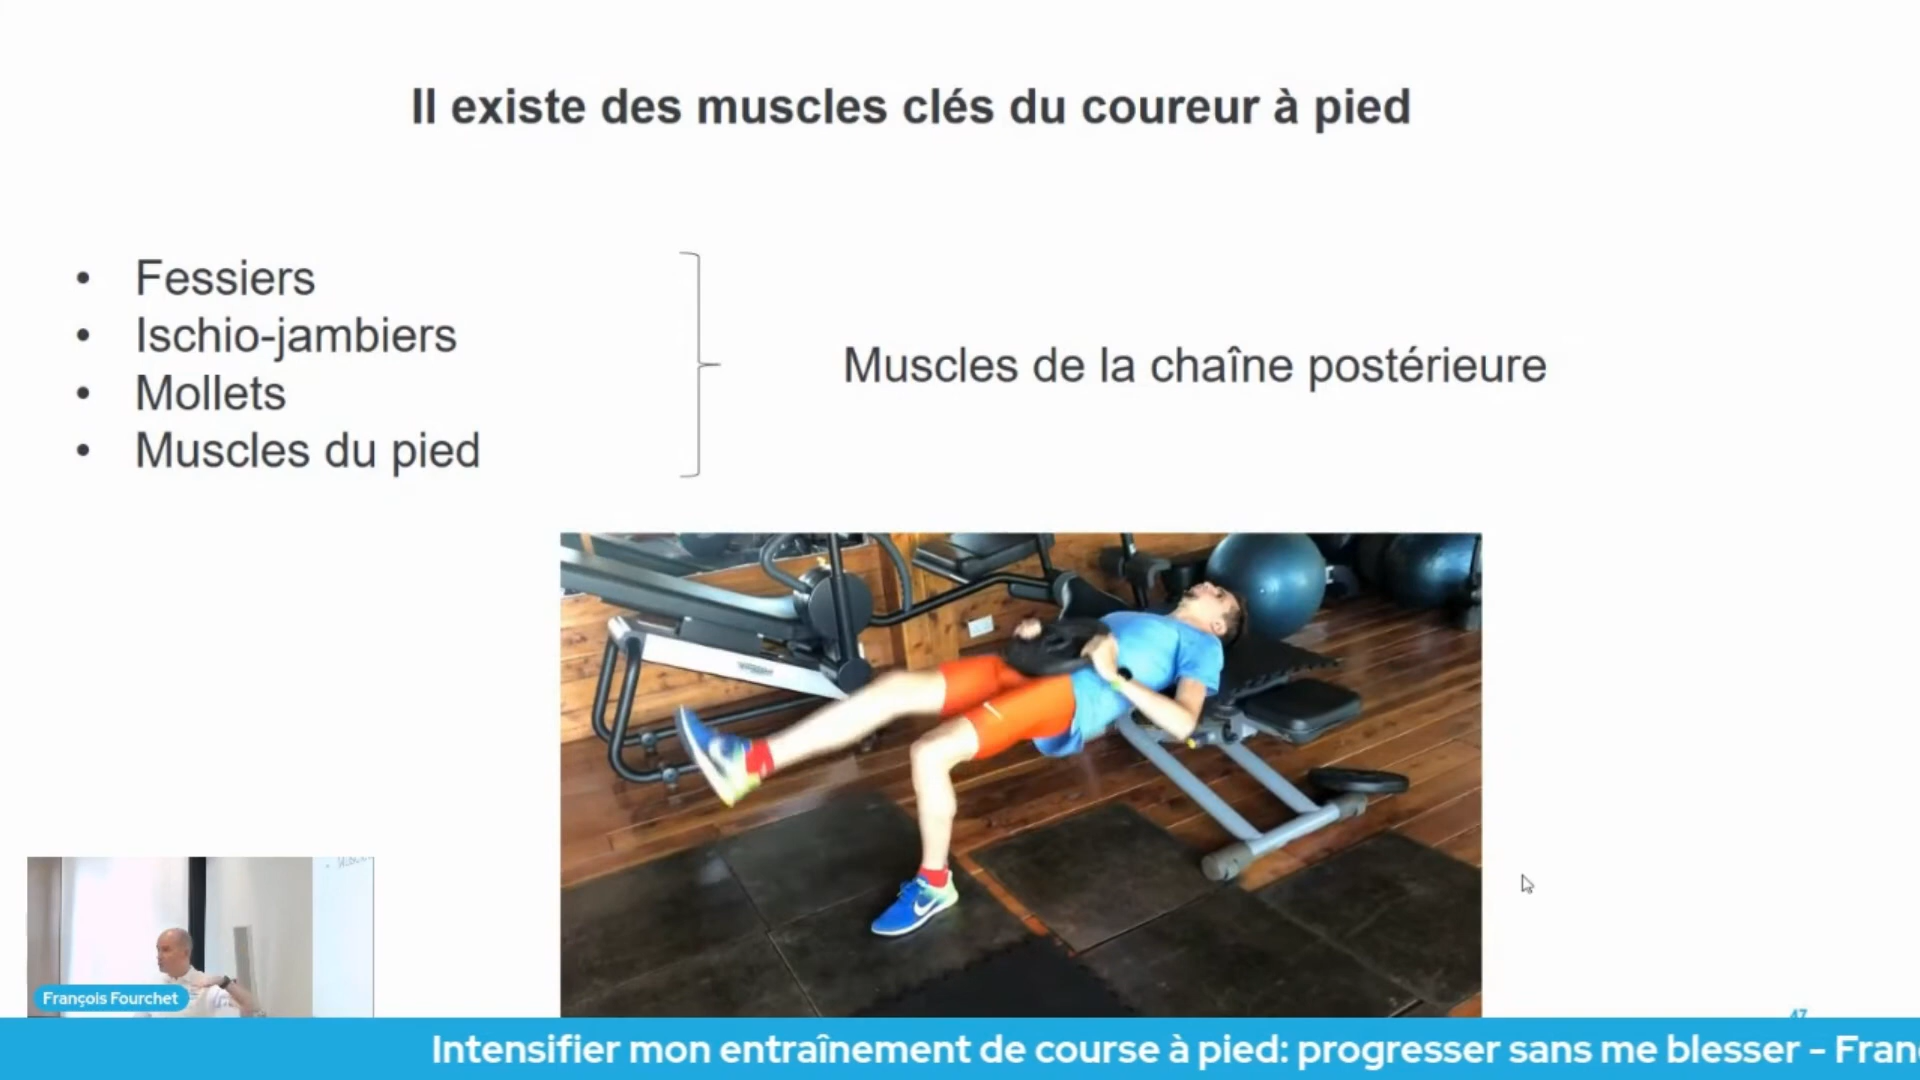 Il existe des muscles clés du coureur à pied
• Fessiers
• Ischio-jambiers
• Mollets
• Muscles du pied
Muscles de la chaîne postérieure
François Fourchet
47
Intensifier mon entraînement de course à pied: progresser sans me blesser - Fran